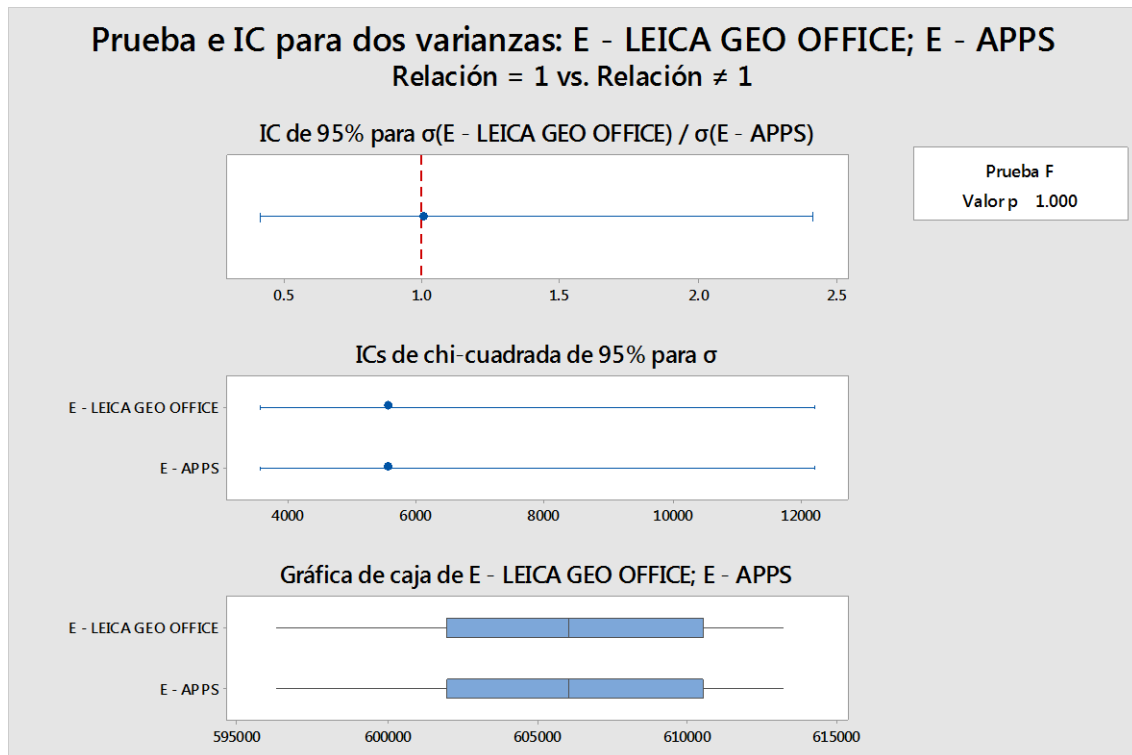 Prueba e IC para dos varianzas: E - LEICA GEO OFFICE; E - APPS
Relación = 1 vs. Relación ≠ 1
IC de 95% para σ(E - LEICA GEO OFFICE) / σ(E - APPS)
Prueba F
Valor p 1.000
0.5 1.0 1.5 2.0 2.5
ICs de chi-cuadrada de 95% para σ
E - LEICA GEO OFFICE
E - APPS
4000 6000 8000 10000 12000
Gráfica de caja de E - LEICA GEO OFFICE; E - APPS
E - LEICA GEO OFFICE
E - APPS
595000 600000 605000 610000 615000